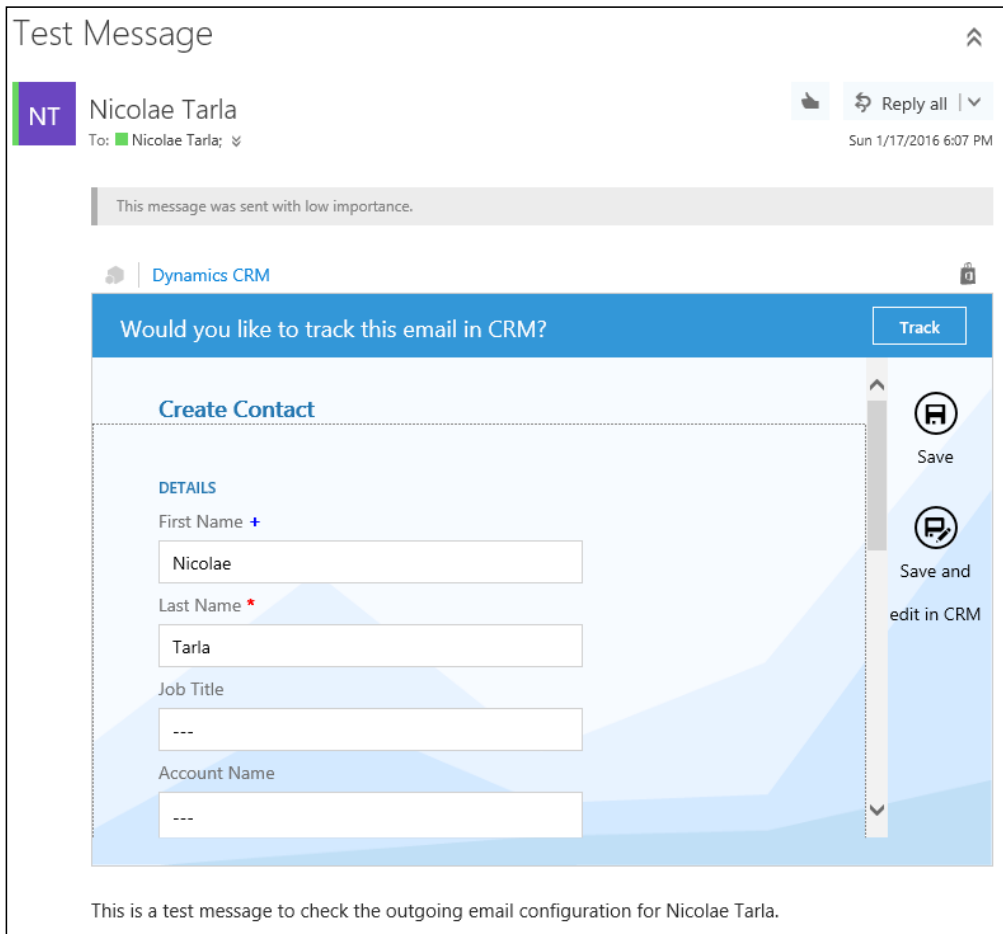 Test Message
NT
Nicolae Tarla
Reply all
To: Nicolae Tarla;
Sun 1/17/2016 6:07 PM
This message was sent with low importance.
Dynamics CRM
Would you like to track this email in CRM?
Track
Create Contact
Save
DETAILS
First Name +
Nicolae
Save and
edit in CRM
Last Name *
Tarla
Job Title
---
Account Name
---
This is a test message to check the outgoing email configuration for Nicolae Tarla.